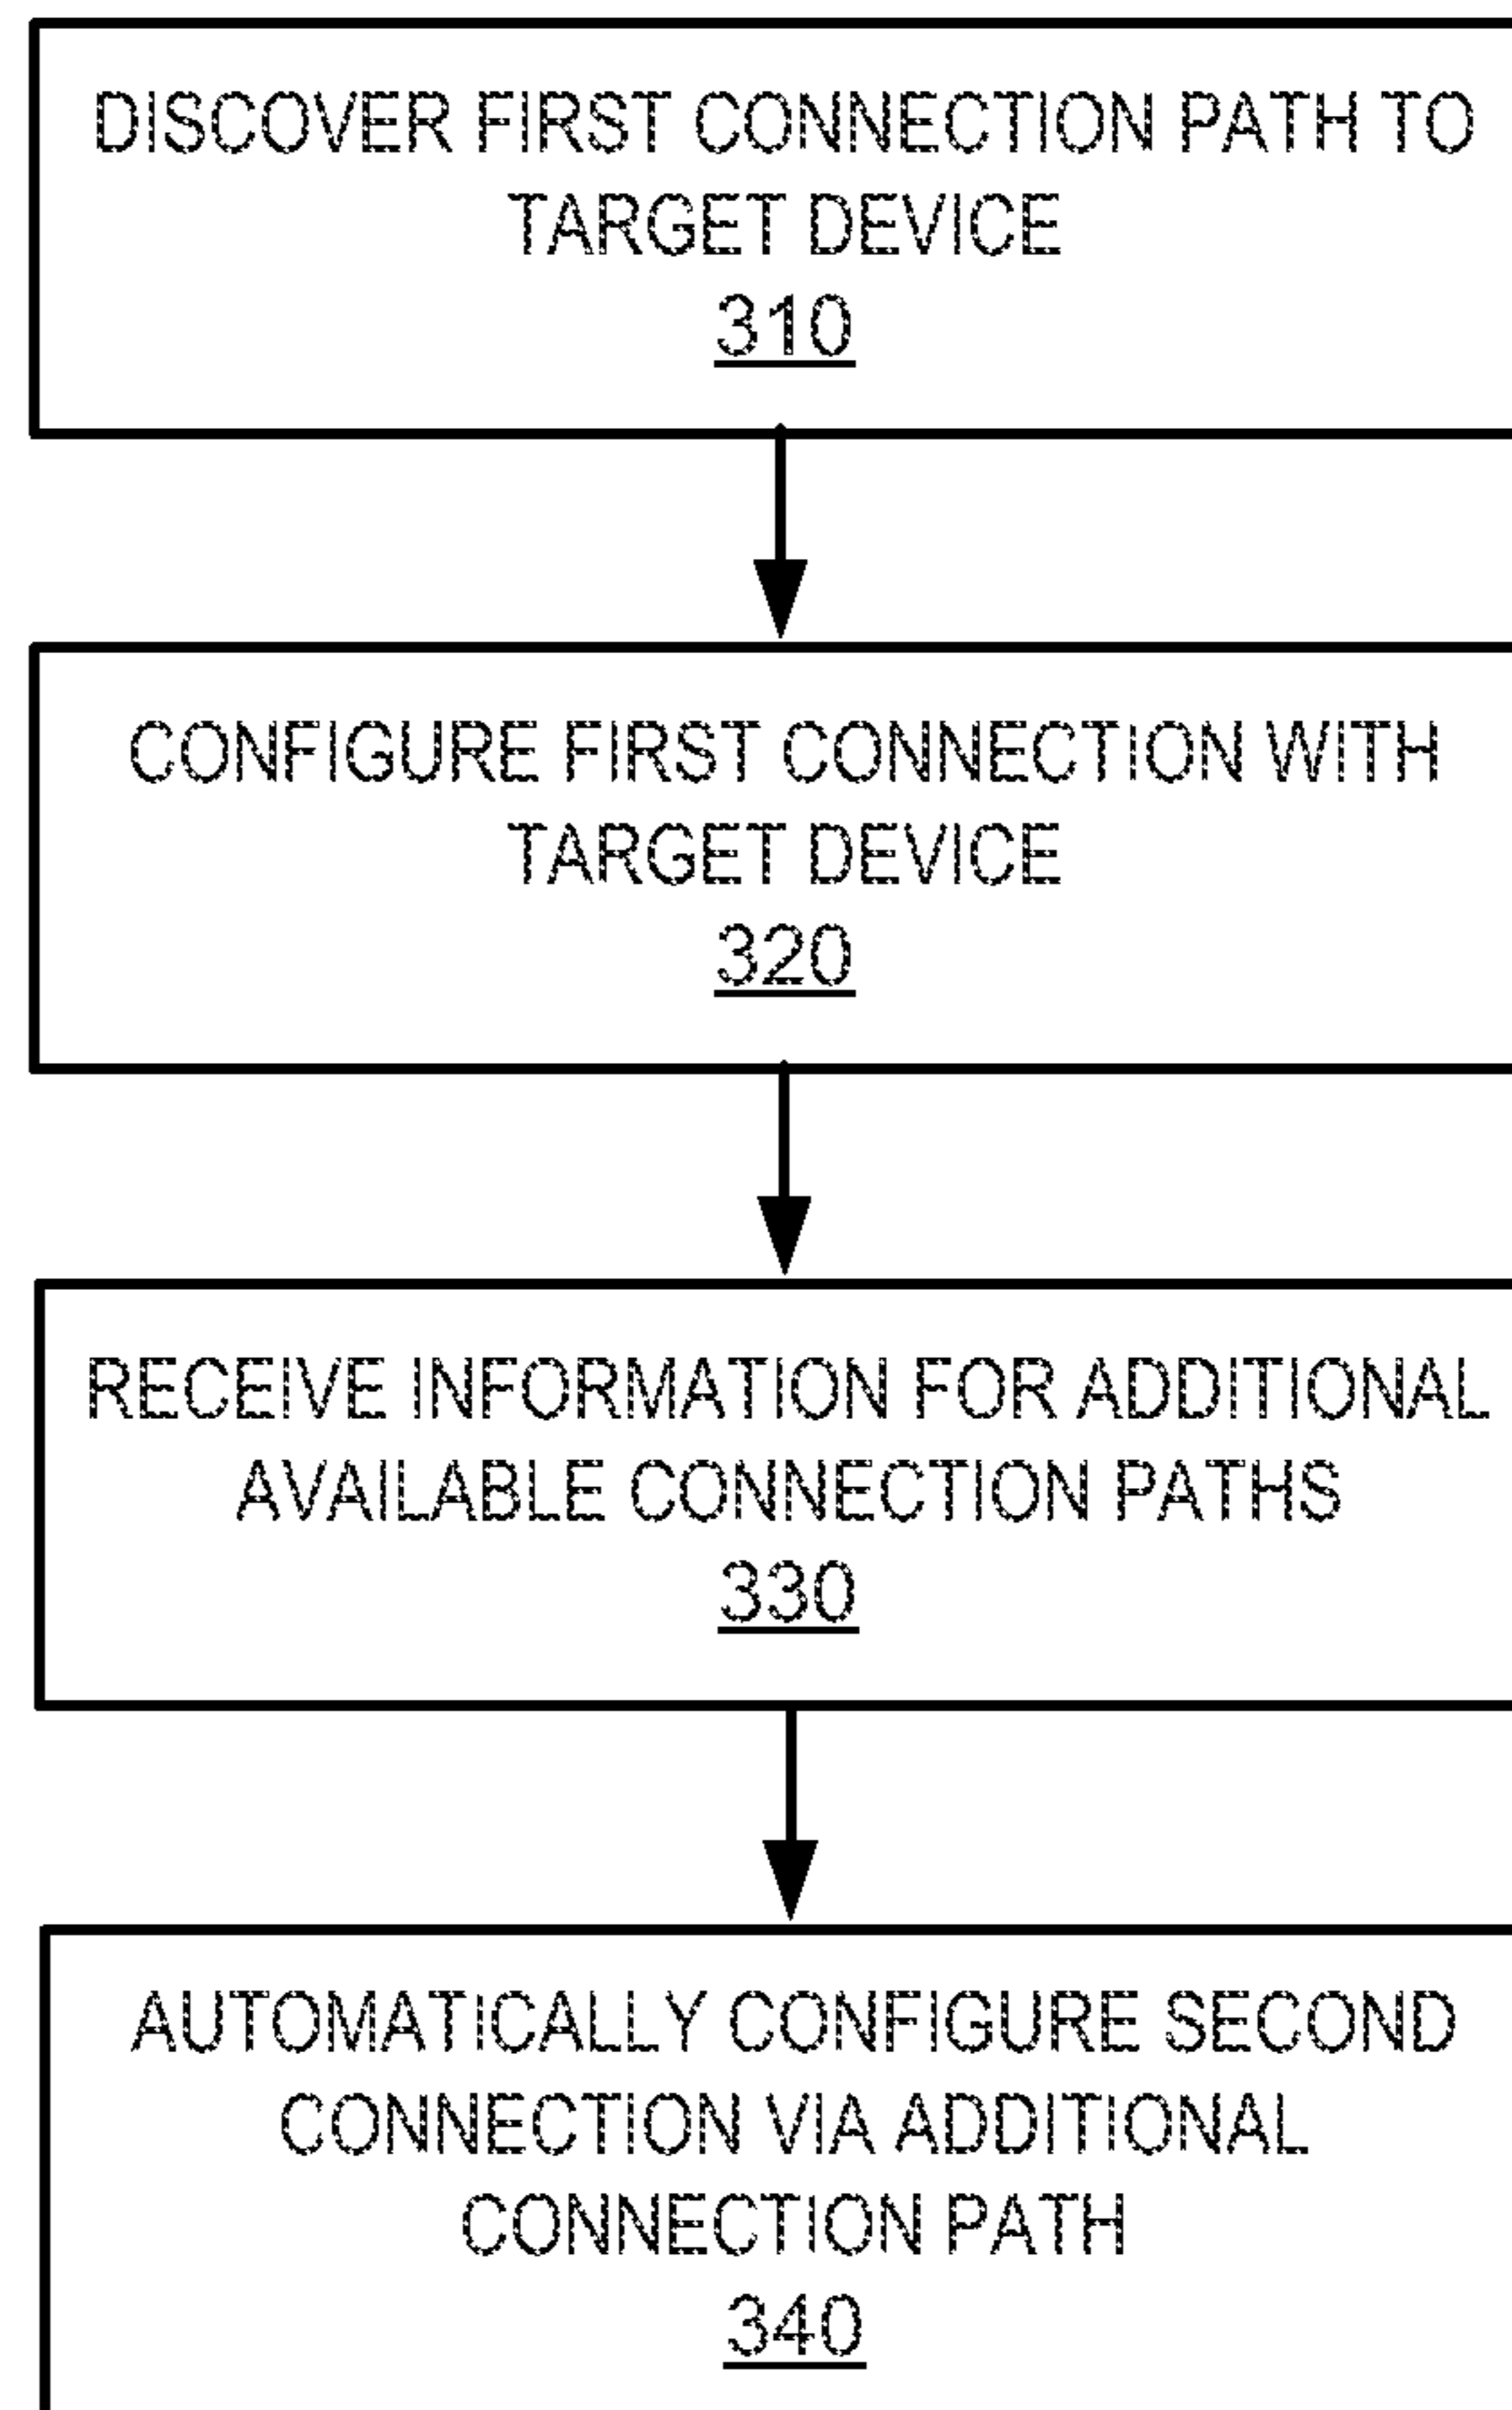 DISCOVER FIRST CONNECTION PATH TO
TARGET DEVICE
310
CONFIGURE FIRST CONNECTION WITH
TARGET DEVICE
320
RECEIVE INFORMATION FOR ADDITIONAL
AVAILABLE CONNECTION PATHS
330
AUTOMATICALLY CONFIGURE SECOND
CONNECTION VIA ADDITIONAL
CONNECTION PATH
340